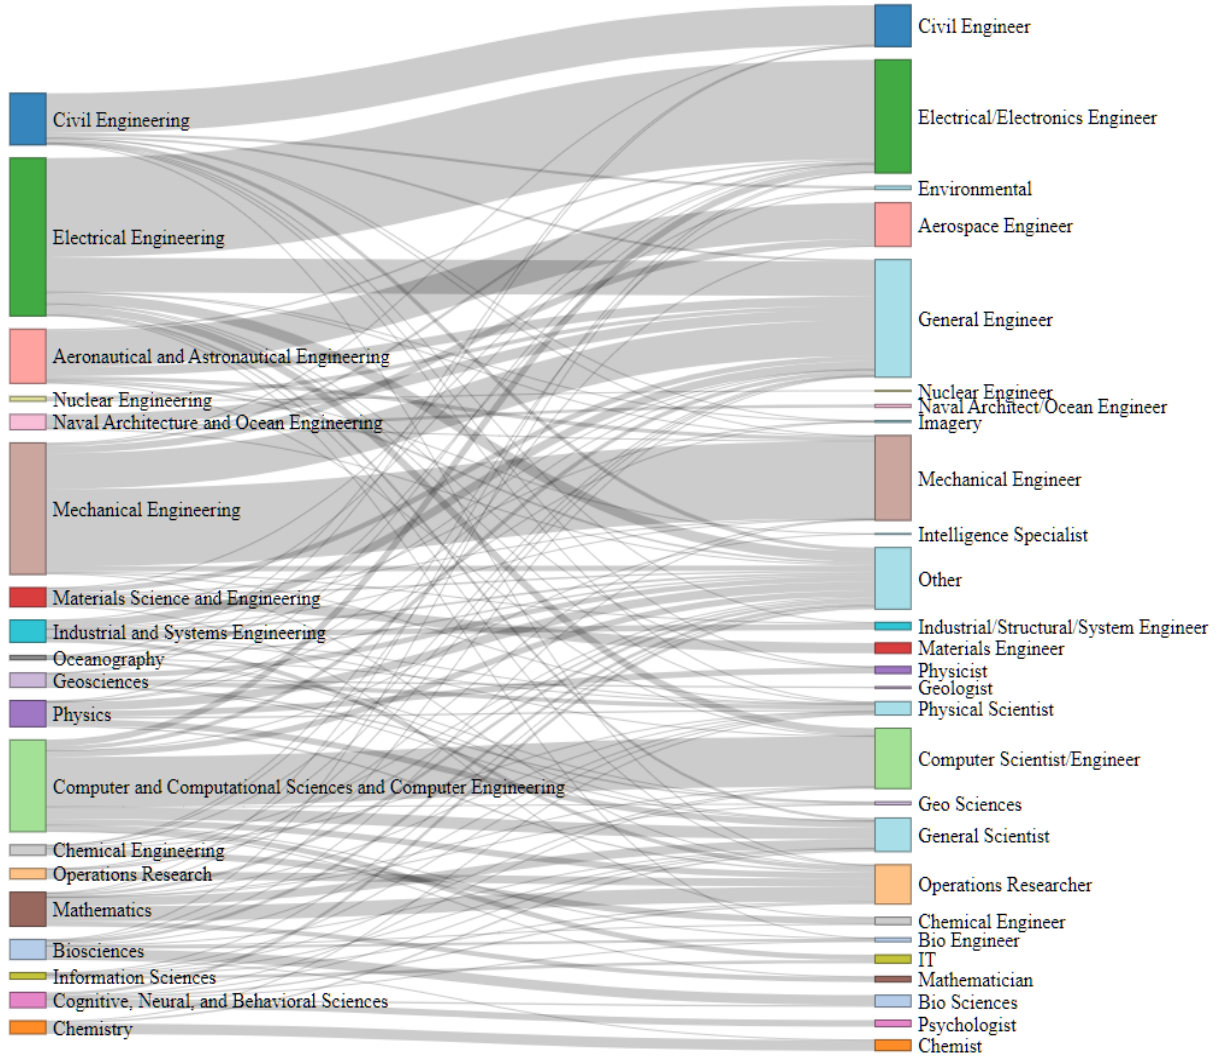 Civil Engineering
Electrical Engineering
Aeronautical and Astronautical Engineering
Nuclear Engineering
Naval Architecture and Ocean Engineering
Mechanical Engineering
Materials Science and Engineering
Industrial and Systems Engineering
Oceanography
Geosciences
Physics
Computer and Computational Sciences and Computer Engineering
Chemical Engineering
Operations Research
Mathematics
Biosciences
Information Sciences
Cognitive, Neural, and Behavioral Sciences
Chemistry
Civil Engineer
Electrical/Electronics Engineer
Environmental
Aerospace Engineer
General Engineer
Nuclear Engineer
Naval Architect/Ocean Engineer
Imagery
Mechanical Engineer
Intelligence Specialist
Other
Industrial/Structural/System Engineer
Materials Engineer
Physicist
Geologist
Physical Scientist
Computer Scientist/Engineer
Geo Sciences
General Scientist
Operations Researcher
Chemical Engineer
Bio Engineer
IT
Mathematician
Bio Sciences
Psychologist
Chemist